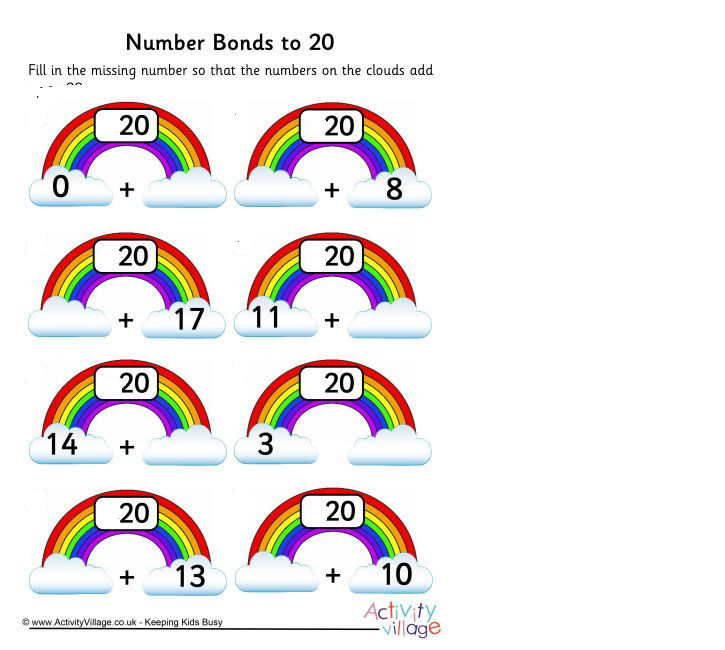 Number Bonds to 20
Fill in the missing number so that the numbers on the clouds add
20 20
0 + + 8
20 20
+ 17 11 +
20 20
14 + 3
20 20
+ 13 + 10
© www.ActivityVillage.co.uk - Keeping Kids Busy
Activity
village